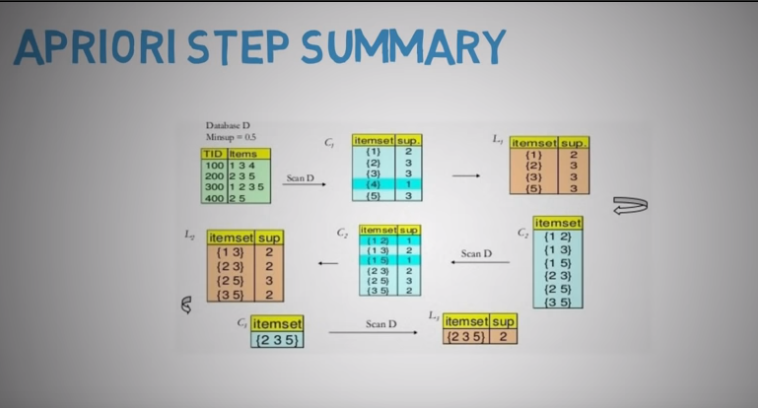 APRIORI STEP SUMMARY
Database D
Minsup = 0.5
TID Items
100 1 3 4
200 2 3 5
300 1 2 3 5
400 2 5
Scan D
C1 itemset sup.
{1} 2
{2} 3
{3} 3
{4} 1
{5} 3
L1 itemset sup.
{1} 2
{2} 3
{3} 3
{5} 3
L2 itemset sup
{1 3} 2
{2 3} 2
{2 5} 3
{3 5} 2
C2 itemset sup
{1 2} 1
{1 3} 2
{1 5} 1
{2 3} 2
{2 5} 3
{3 5} 2
Scan D
C2 itemset
{1 2}
{1 3}
{1 5}
{2 3}
{2 5}
{3 5}
C3 itemset
{2 3 5}
Scan D
L3 itemset sup
{2 3 5} 2